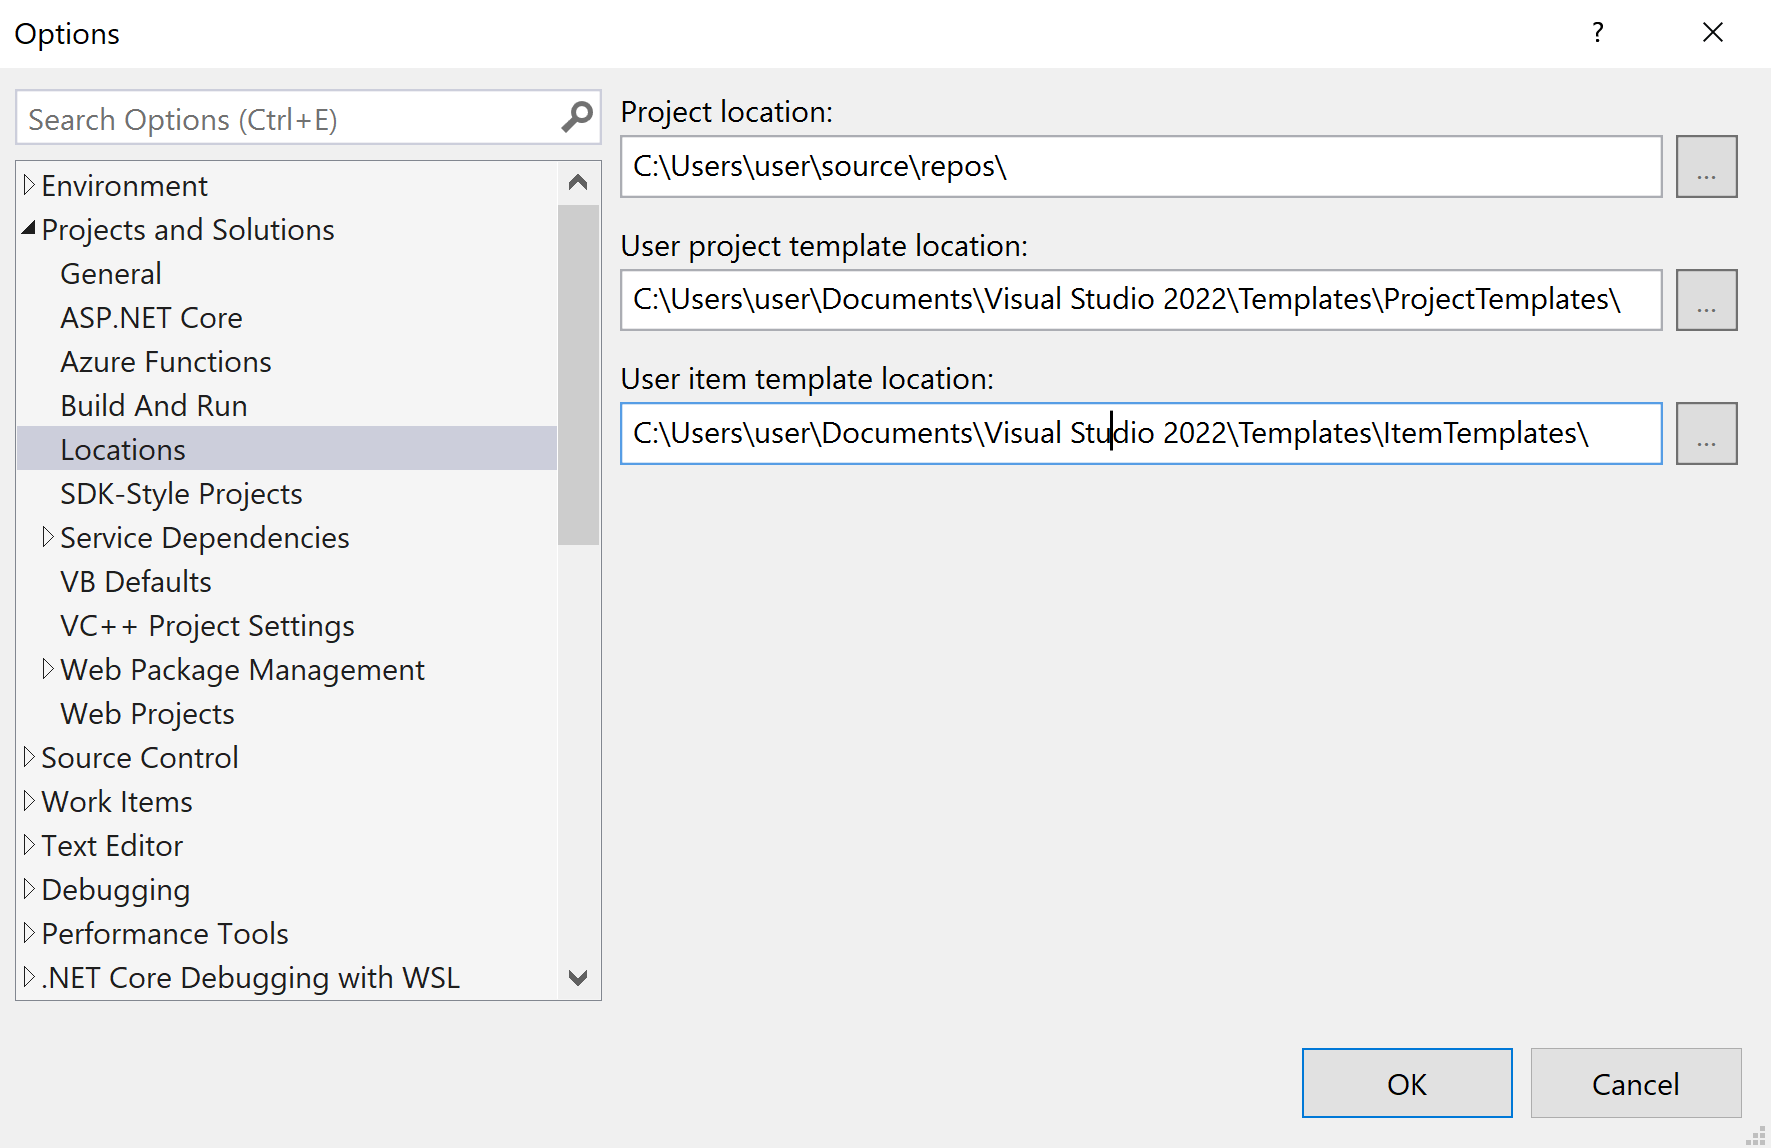 Options
?
Search Options (Ctrl+E)
Environment
Projects and Solutions
General
ASP.NET Core
Azure Functions
Build And Run
Locations
SDK-Style Projects
Service Dependencies
VB Defaults
VC++ Project Settings
Web Package Management
Web Projects
Source Control
Work Items
Text Editor
Debugging
Performance Tools
.NET Core Debugging with WSL
Project location:
C:\Users\user\source\repos\
...
User project template location:
C:\Users\user\Documents\Visual Studio 2022\Templates\ProjectTemplates\
...
User item template location:
C:\Users\user\Documents\Visual Studio 2022\Templates\ItemTemplates\
...
OK
Cancel